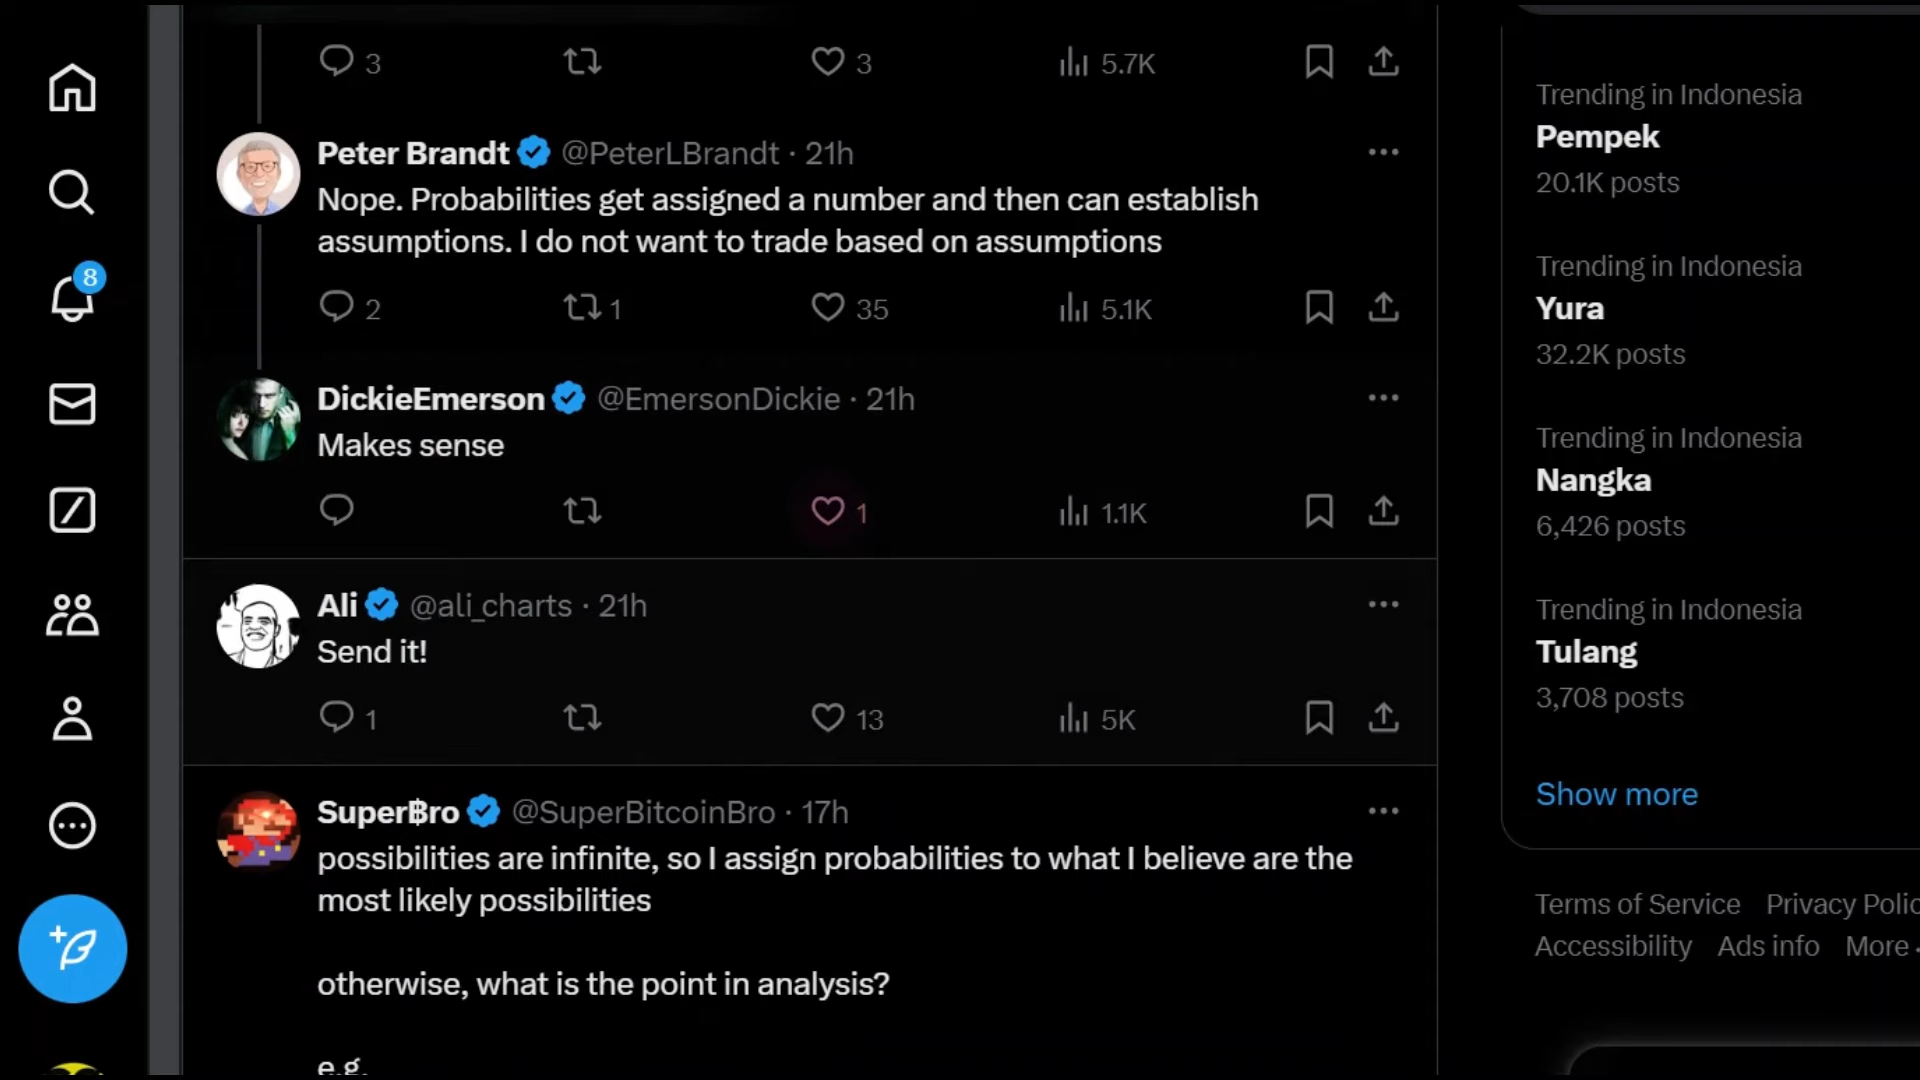 3 3 5.7K
Peter Brandt @PeterLBrandt · 21h
Nope. Probabilities get assigned a number and then can establish
assumptions. I do not want to trade based on assumptions
2 1 35 5.1K
DickieEmerson @EmersonDickie · 21h
Makes sense
1 1.1K
Ali @ali_charts · 21h
Send it!
1 13 5K
Super฿ro @SuperBitcoinBro · 17h
possibilities are infinite, so I assign probabilities to what I believe are the
most likely possibilities
otherwise, what is the point in analysis?
e.g.
8
Trending in Indonesia
Pempek
20.1K posts
Trending in Indonesia
Yura
32.2K posts
Trending in Indonesia
Nangka
6,426 posts
Trending in Indonesia
Tulang
3,708 posts
Show more
Terms of Service Privacy Polic
Accessibility Ads info More